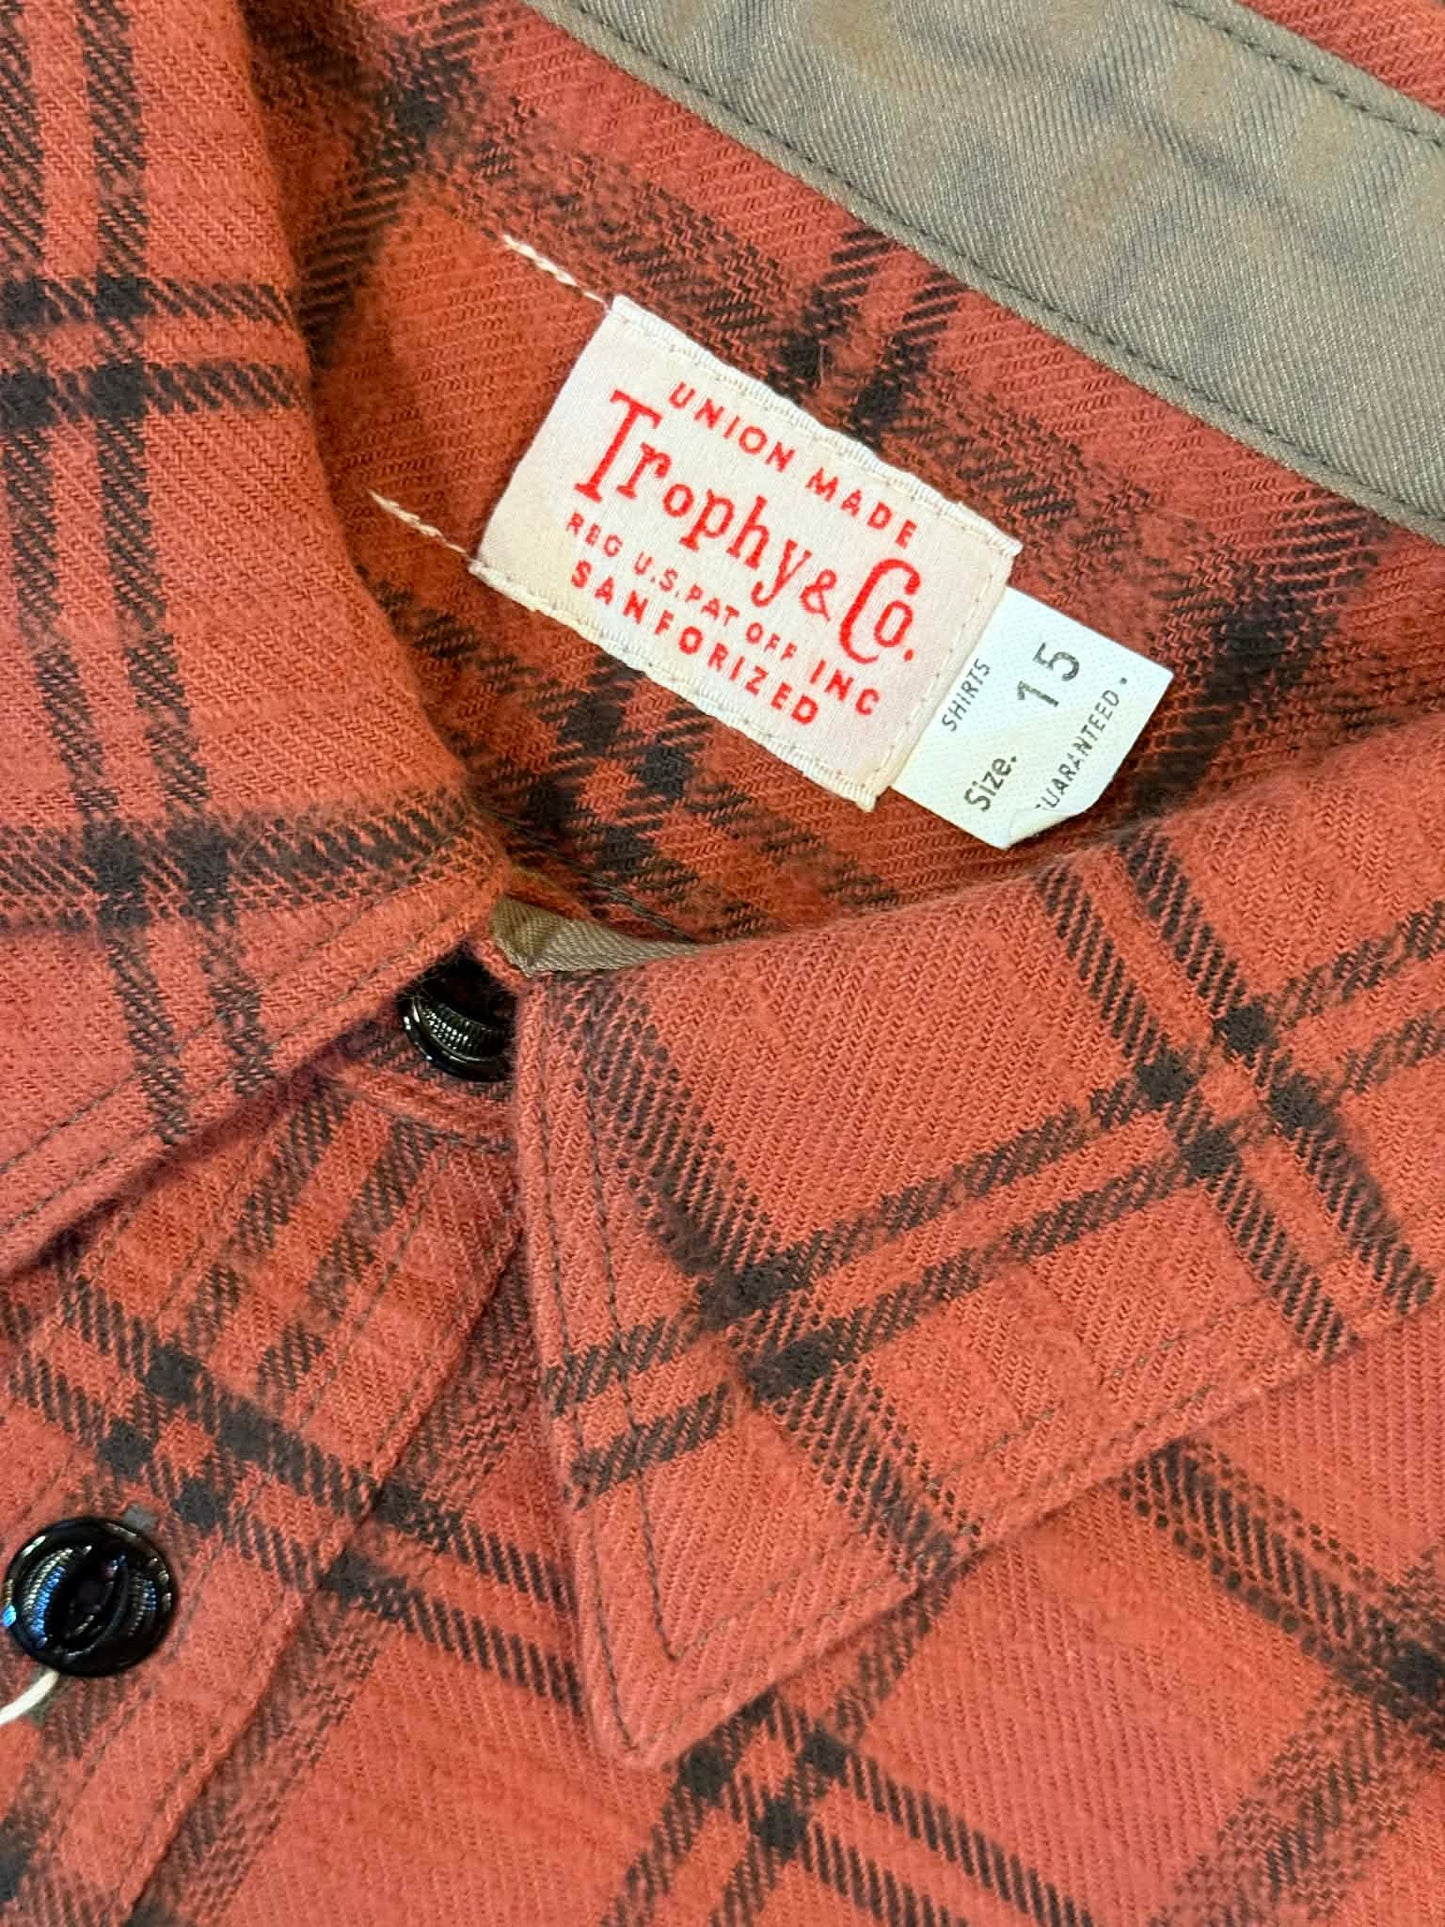 UNION MADE
Trophy & Co.
REG U.S. PAT OFF INC
SANFORIZED
SHIRTS
Size. 15
GUARANTEED.